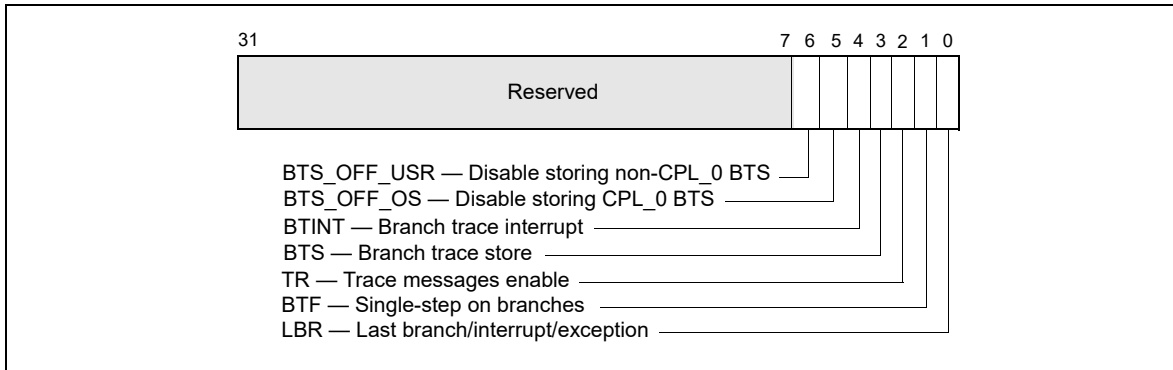 31 7 6 5 4 3 2 1 0
Reserved
BTS_OFF_USR — Disable storing non-CPL_0 BTS
BTS_OFF_OS — Disable storing CPL_0 BTS
BTINT — Branch trace interrupt
BTS — Branch trace store
TR — Trace messages enable
BTF — Single-step on branches
LBR — Last branch/interrupt/exception